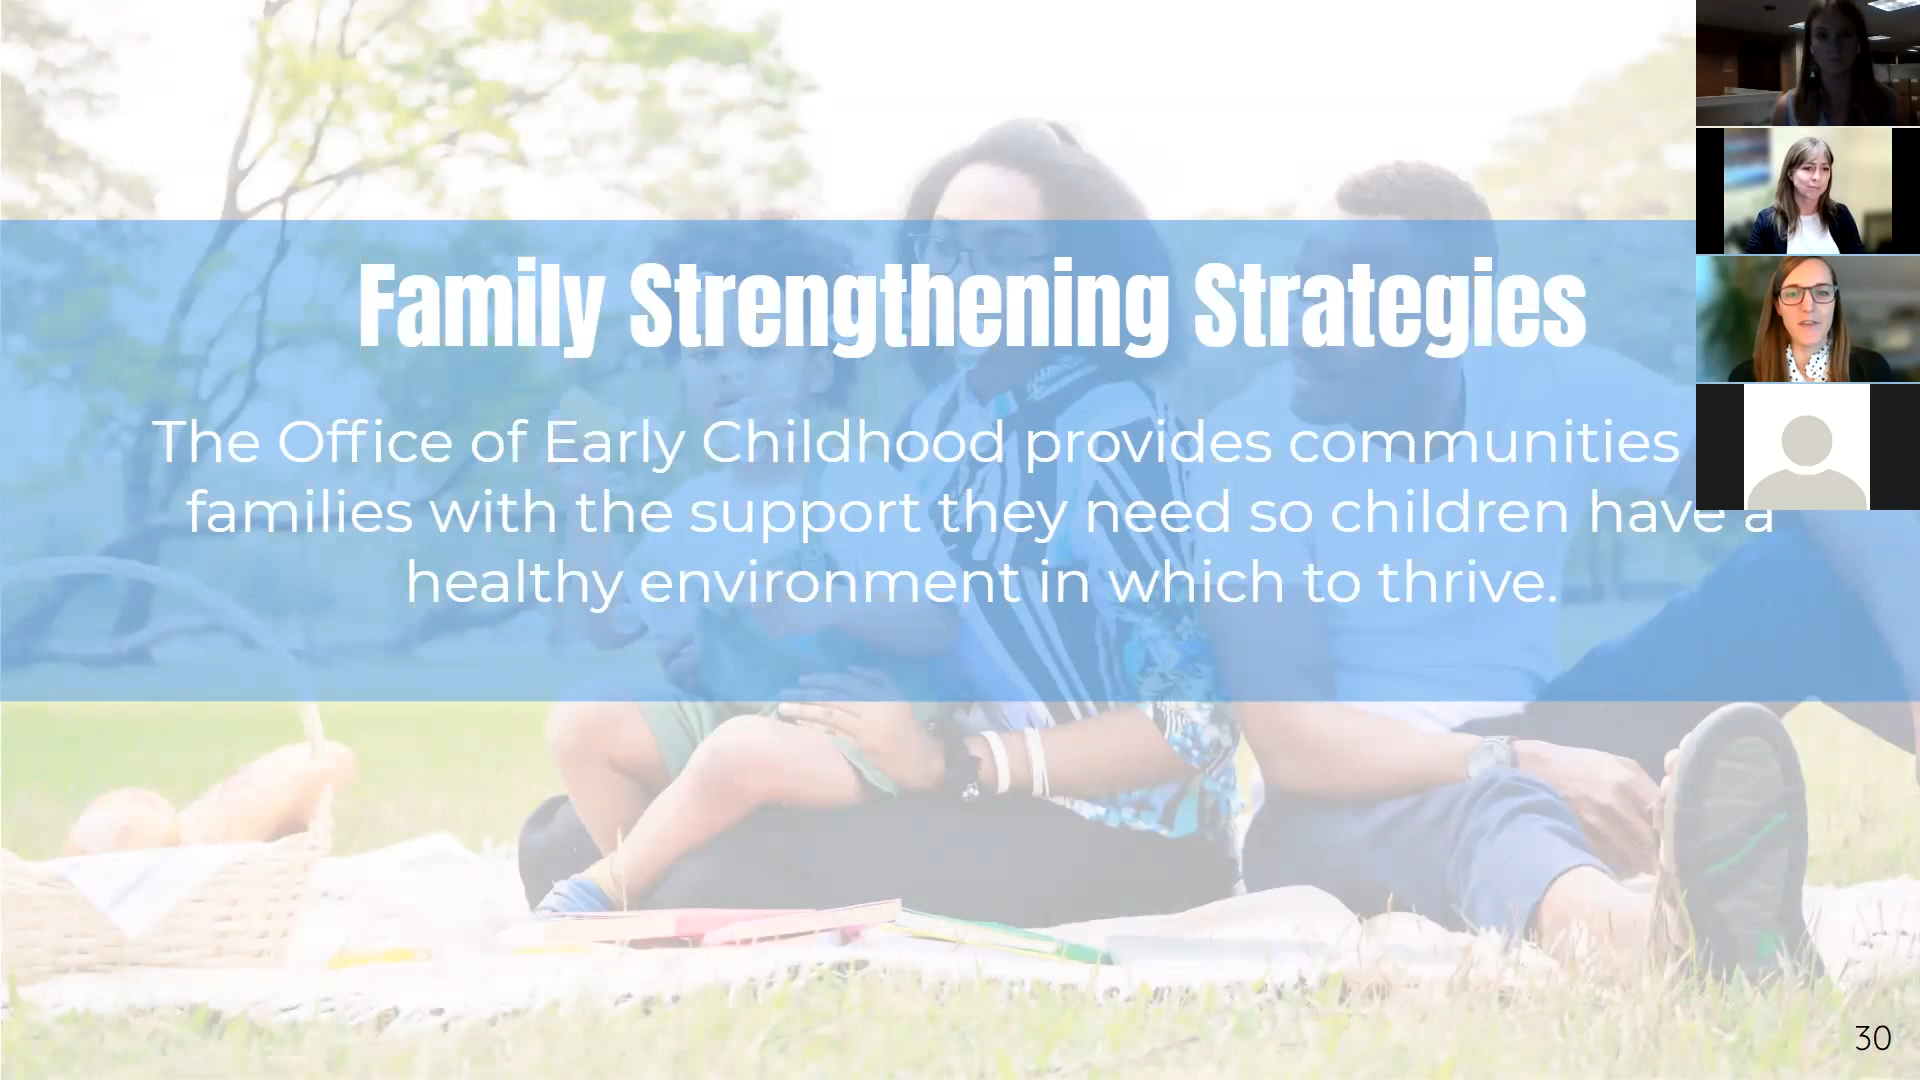 Family Strengthening Strategies
The Office of Early Childhood provides communities
families with the support they need so children have a
healthy environment in which to thrive.
30